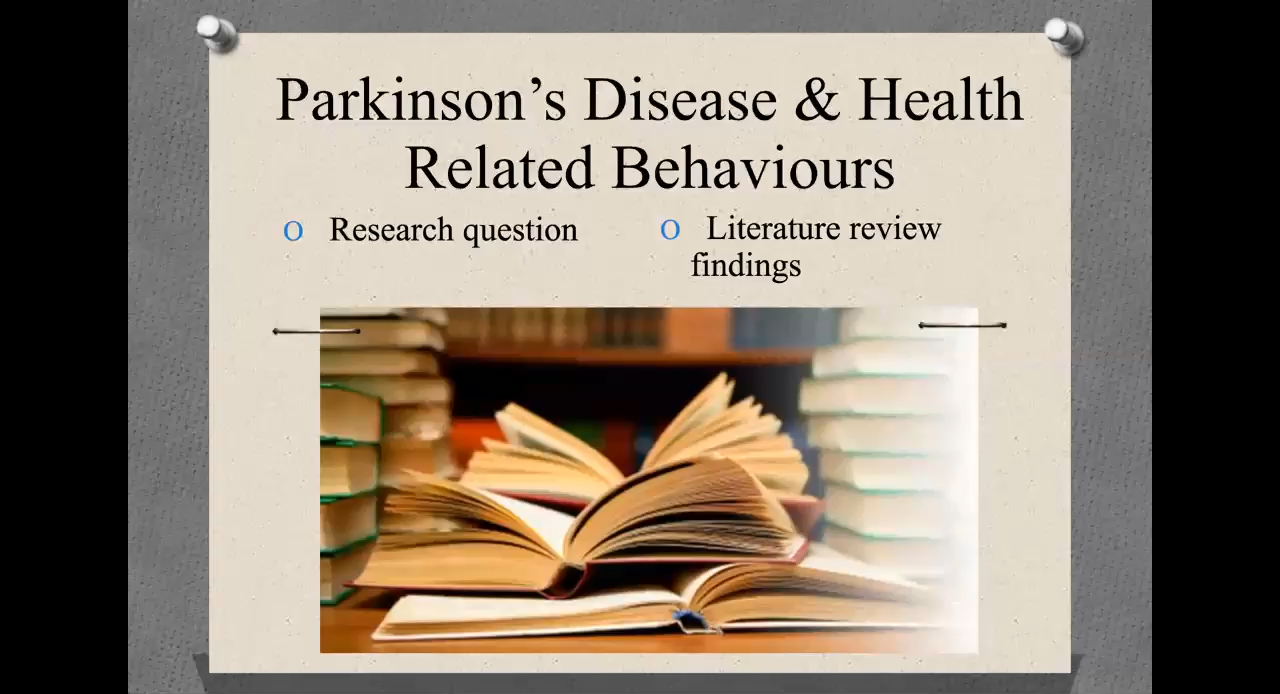 Parkinson’s Disease & Health
Related Behaviours
O Research question
O Literature review
findings